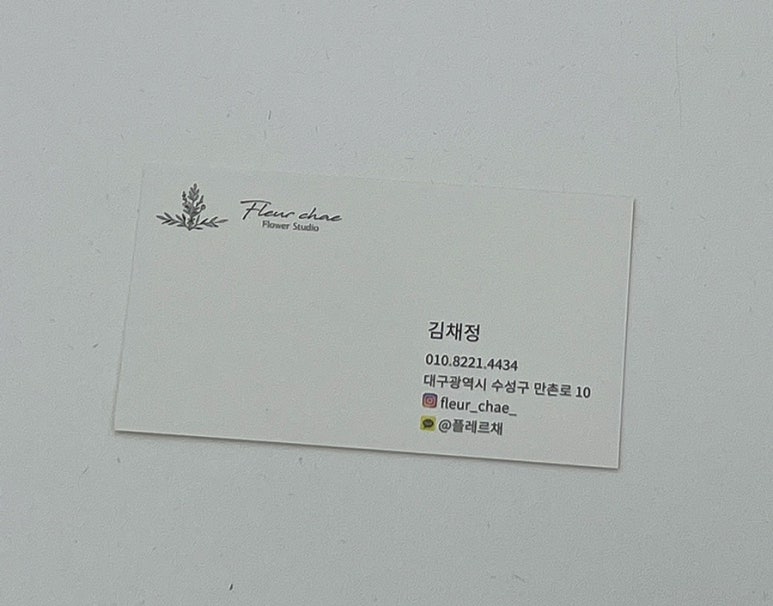 Fleur chae
Flower Studio
김채정
010.8221.4434
대구광역시 수성구 만촌로 10
fleur_chae_
@플레르채